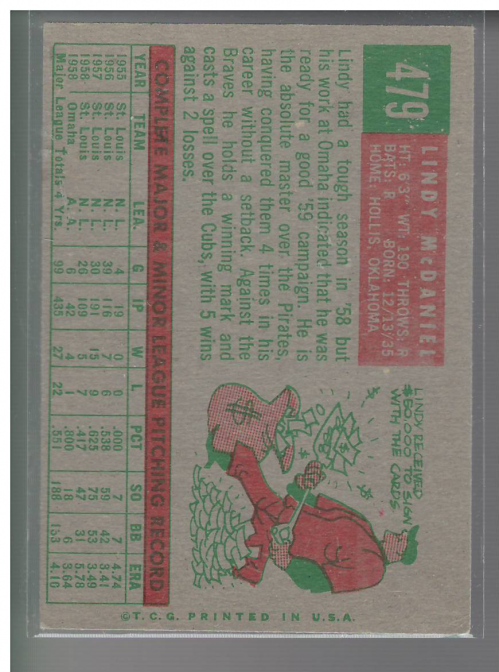 479
LINDY McDANIEL
HT: 6'3" WT: 190 THROWS: R
BATS: R BORN: 12/13/35
HOME: HOLLIS, OKLAHOMA
Lindy had a tough season in '58 but
his work at Omaha indicated that he was
ready for a good '59 campaign. He is
the absolute master over the Pirates,
having conquered them 4 times in his
career without a setback. Against the
Braves he holds a winning mark and
casts a spell over the Cubs, with 5 wins
against 2 losses.
LINDY RECEIVED
$50,000 TO SIGN
WITH THE CARDS.
COMPLETE MAJOR & MINOR LEAGUE PITCHING RECORD
YEAR TEAM LEA. G IP W L PCT SO BB ERA
1955 St. Louis N. L. 4 19 0 0 .000 7 7 4.74
1956 St. Louis N. L. 39 116 7 6 .538 59 42 3.41
1957 St. Louis N. L. 30 191 15 9 .625 75 53 3.49
1958 St. Louis N. L. 26 109 5 7 .417 47 31 5.78
1958 Omaha A. A. 6 42 4 1 .800 18 6 3.64
Major League Totals 4 Yrs. 99 435 27 22 .551 188 133 4.10
©T.C.G. PRINTED IN U.S.A.